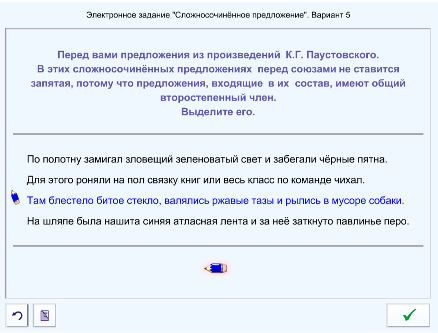 Электронное задание "Сложносочинённое предложение". Вариант 5
Перед вами предложения из произведений К.Г. Паустовского.
В этих сложносочинённых предложениях перед союзами не ставится
запятая, потому что предложения, входящие в их состав, имеют общий
второстепенный член.
Выделите его.
По полотну замигал зловещий зеленоватый свет и забегали чёрные пятна.
Для этого роняли на пол связку книг или весь класс по команде чихал.
Там блестело битое стекло, валялись ржавые тазы и рылись в мусоре собаки.
На шляпе была нашита синяя атласная лента и за неё заткнуто павлинье перо.